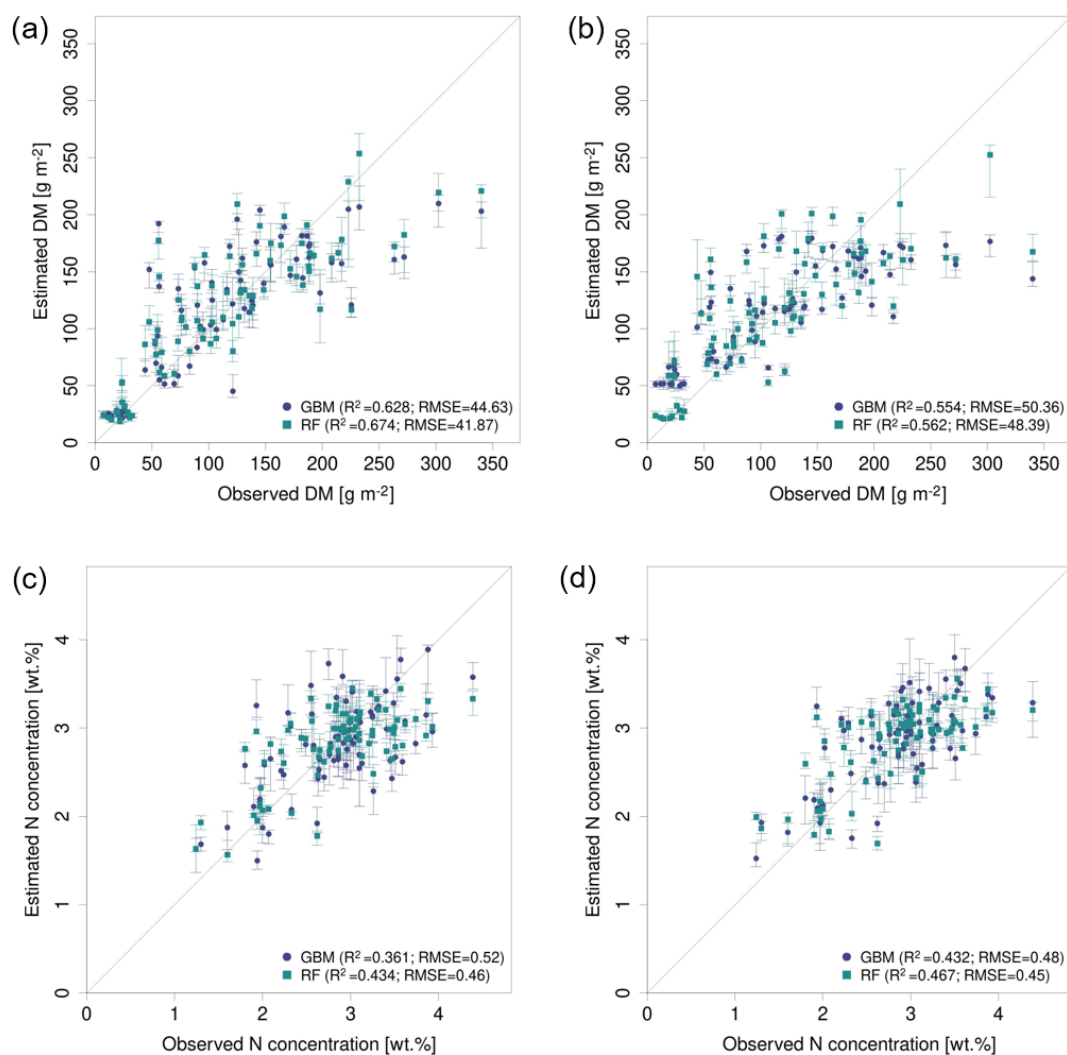 (a)
Estimated DM [g m⁻²]
350
300
250
200
150
100
50
0
GBM (R²=0.628; RMSE=44.63)
RF (R²=0.674; RMSE=41.87)
0 50 100 150 200 250 300 350
Observed DM [g m⁻²]
(b)
Estimated DM [g m⁻²]
350
300
250
200
150
100
50
0
GBM (R²=0.554; RMSE=50.36)
RF (R²=0.562; RMSE=48.39)
0 50 100 150 200 250 300 350
Observed DM [g m⁻²]
(c)
Estimated N concentration [wt.%]
4
3
2
1
0
GBM (R²=0.361; RMSE=0.52)
RF (R²=0.434; RMSE=0.46)
0 1 2 3 4
Observed N concentration [wt.%]
(d)
Estimated N concentration [wt.%]
4
3
2
1
0
GBM (R²=0.432; RMSE=0.48)
RF (R²=0.467; RMSE=0.45)
0 1 2 3 4
Observed N concentration [wt.%]